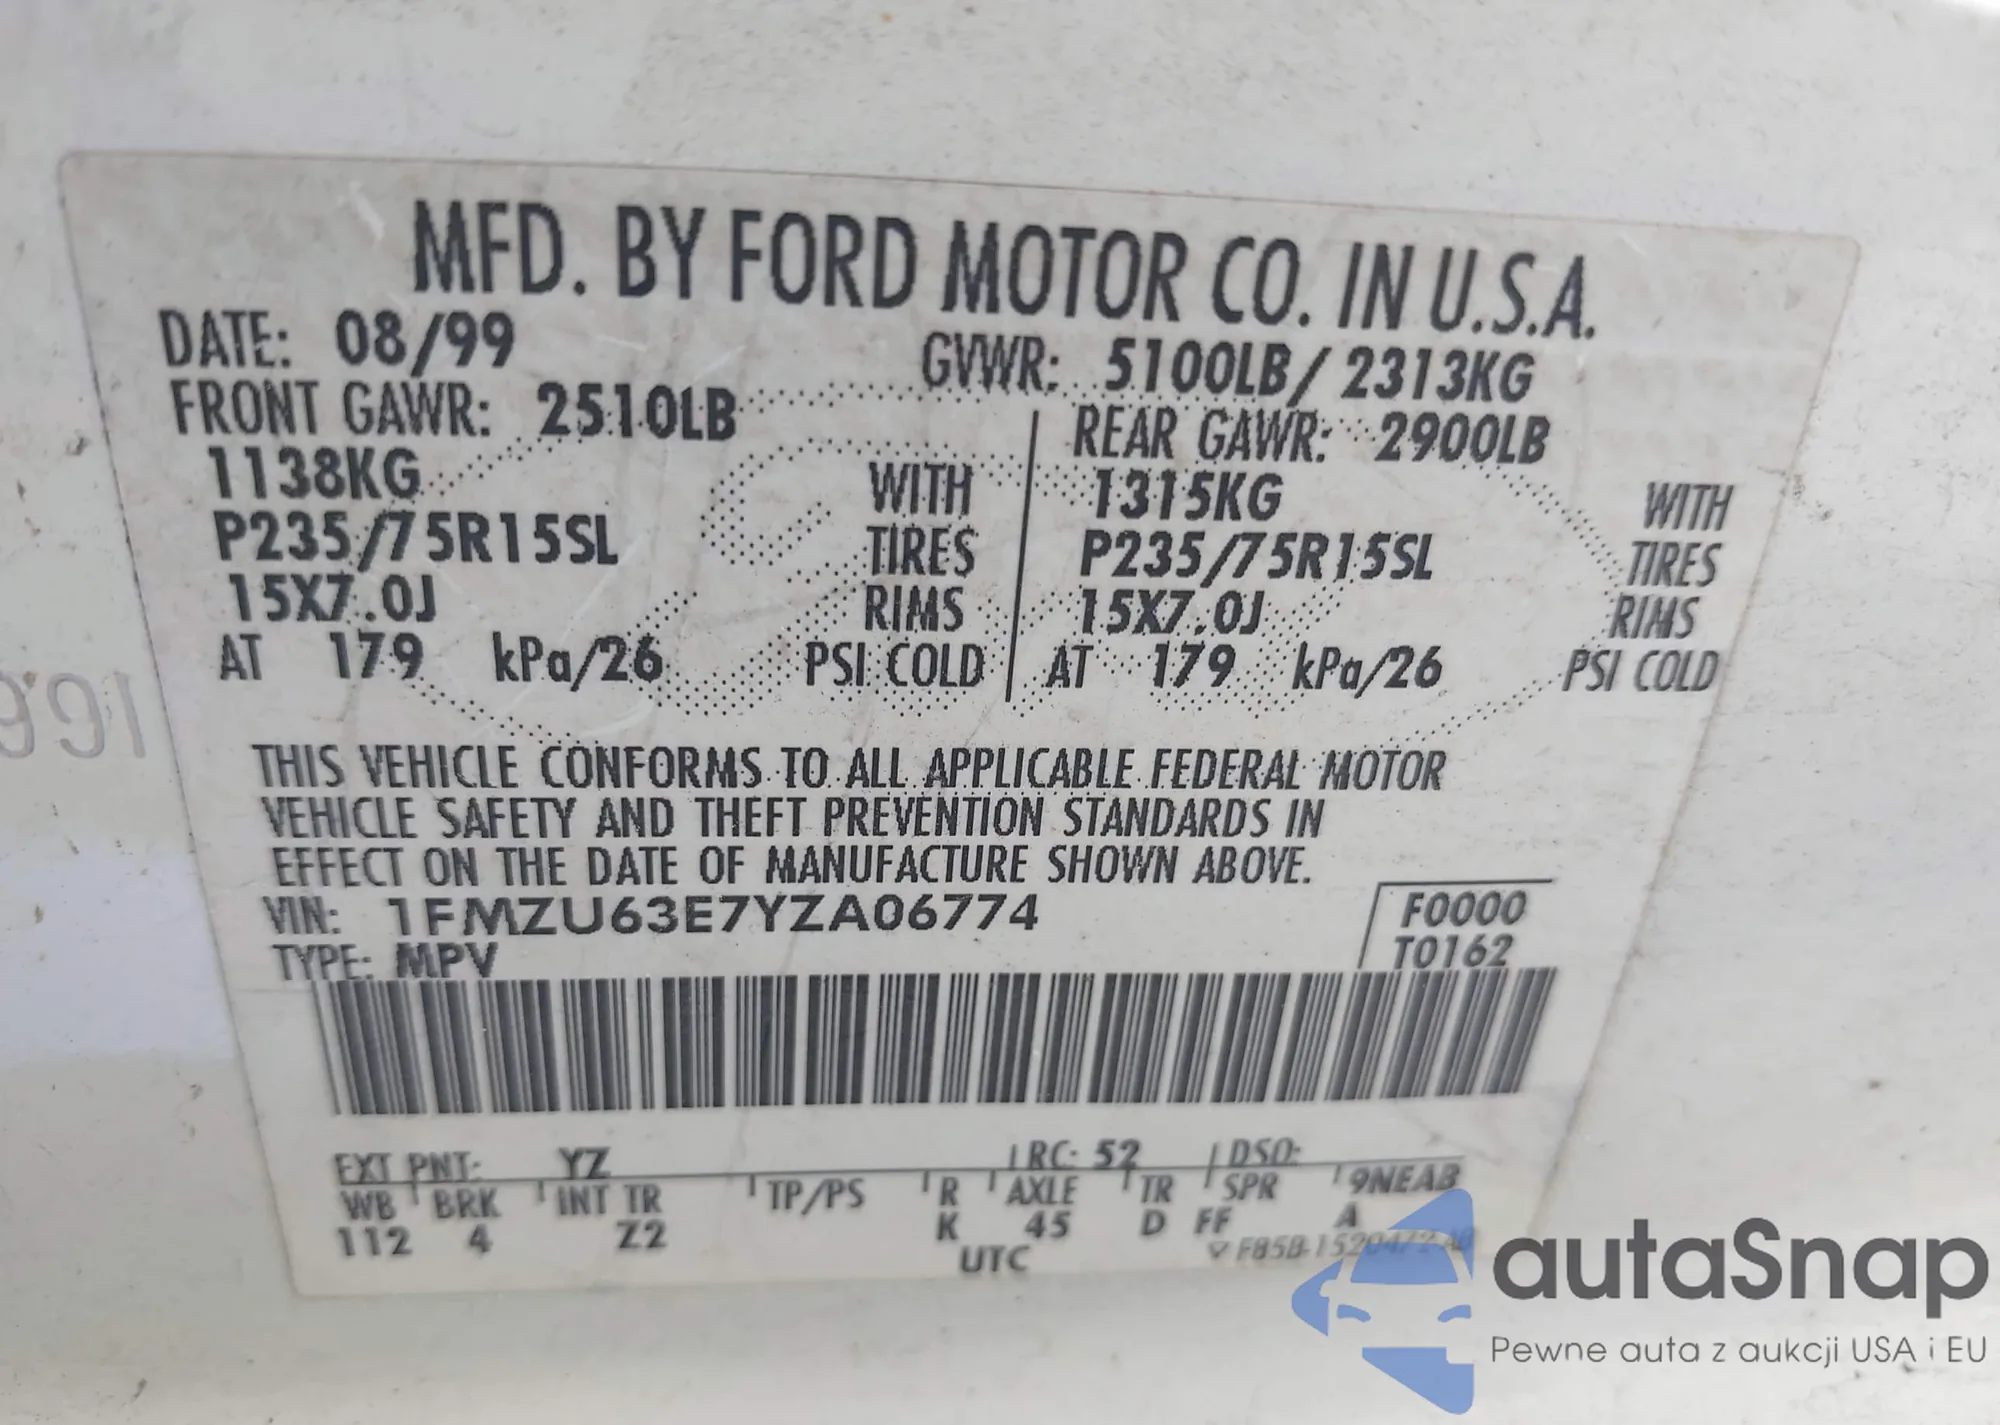 MFD. BY FORD MOTOR CO. IN U.S.A.
DATE: 08/99 GVWR: 5100LB/ 2313KG
FRONT GAWR: 2510LB REAR GAWR: 2900LB
1138KG WITH 1315KG WITH
P235/75R15SL TIRES P235/75R15SL TIRES
15X7.0J RIMS 15X7.0J RIMS
AT 179 kPa/26 PSI COLD AT 179 kPa/26 PSI COLD
THIS VEHICLE CONFORMS TO ALL APPLICABLE FEDERAL MOTOR
VEHICLE SAFETY AND THEFT PREVENTION STANDARDS IN
EFFECT ON THE DATE OF MANUFACTURE SHOWN ABOVE.
VIN: 1FMZU63E7YZA06774 F0000
TYPE: MPV T0162
EXT PNT: YZ RC: 52 DSO:
WB BRK INT TR TP/PS R AXLE TR SPR 9NEAB
112 4 Z2 K 45 D FF A
UTC
autaSnap
Pewne auta z aukcji USA i EU